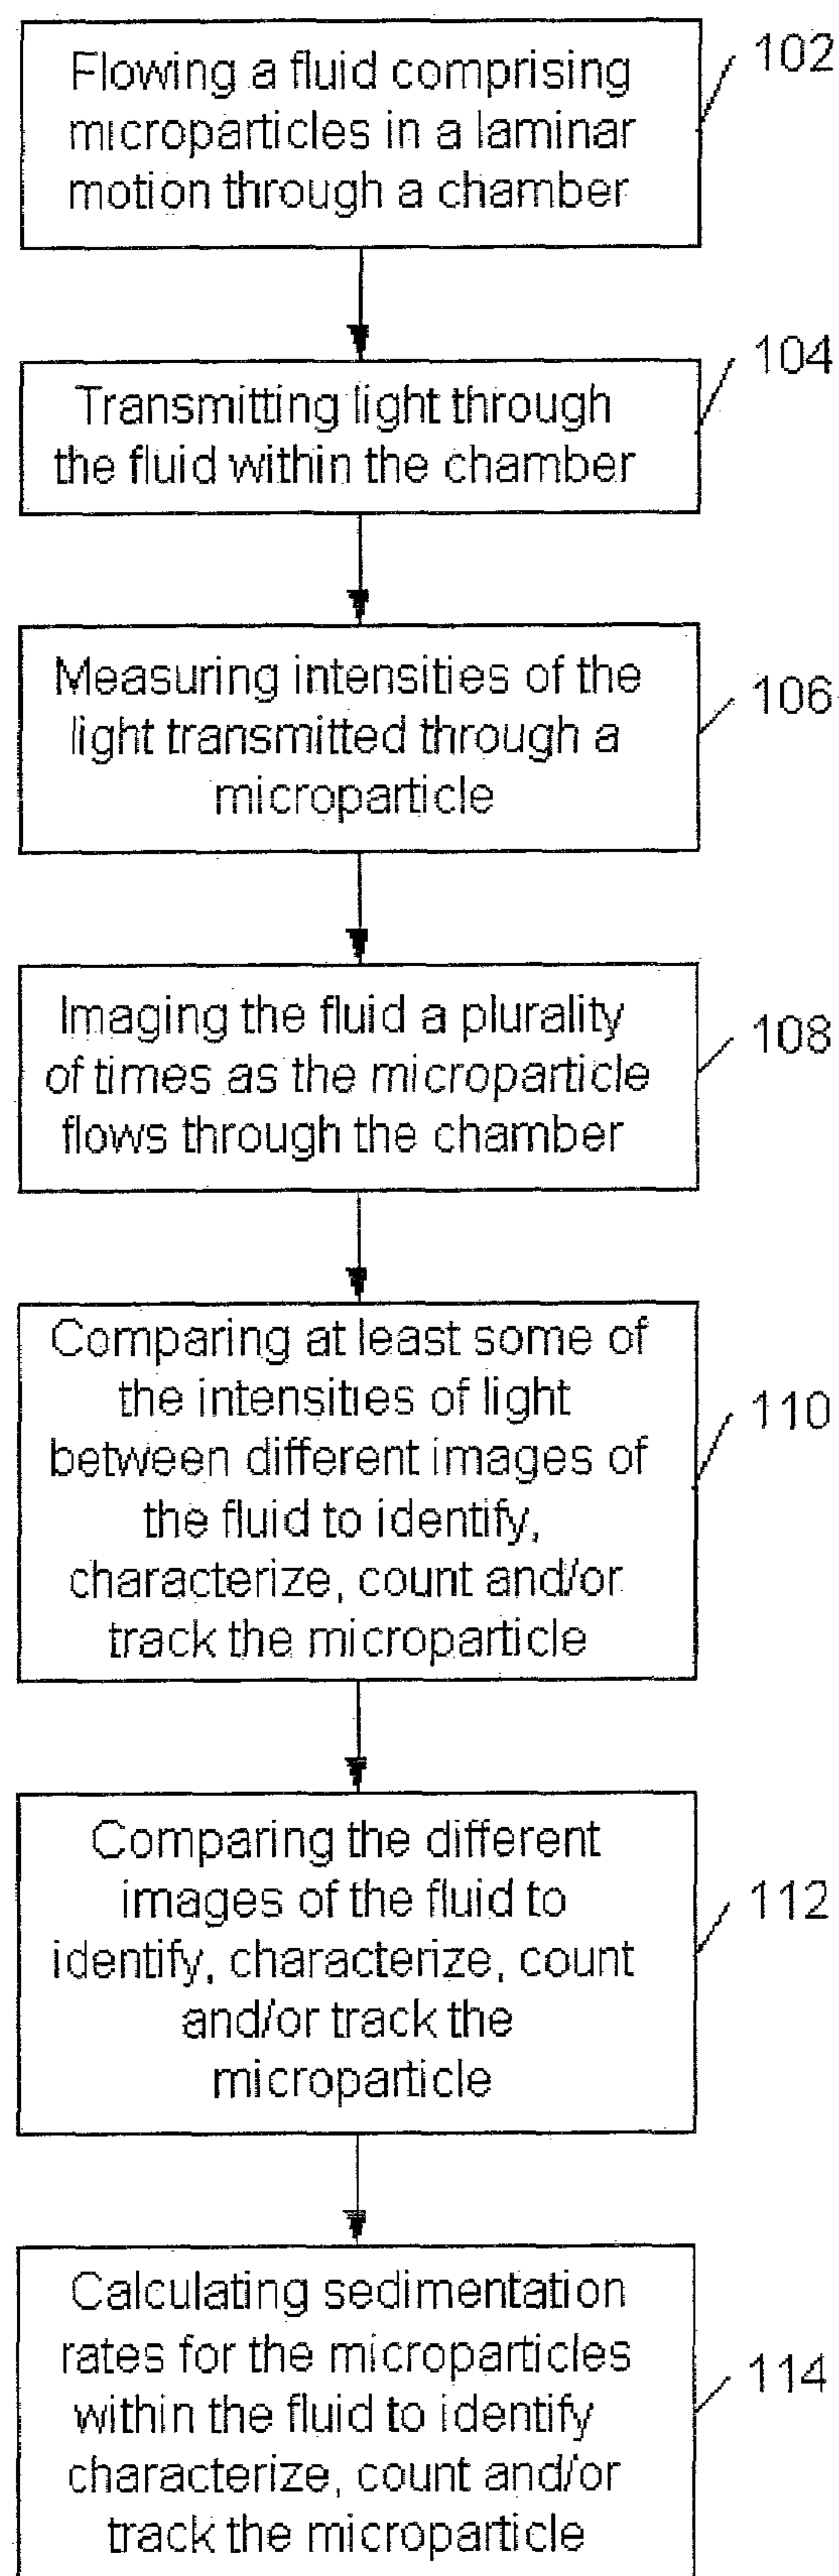 Flowing a fluid comprising
microparticles in a laminar
motion through a chamber
102
Transmitting light through
the fluid within the chamber
104
Measuring intensities of the
light transmitted through a
microparticle
106
Imaging the fluid a plurality
of times as the microparticle
flows through the chamber
108
Comparing at least some of
the intensities of light
between different images of
the fluid to identify,
characterize, count and/or
track the microparticle
110
Comparing the different
images of the fluid to
identify, characterize, count
and/or track the
microparticle
112
Calculating sedimentation
rates for the microparticles
within the fluid to identify
characterize, count and/or
track the microparticle
114